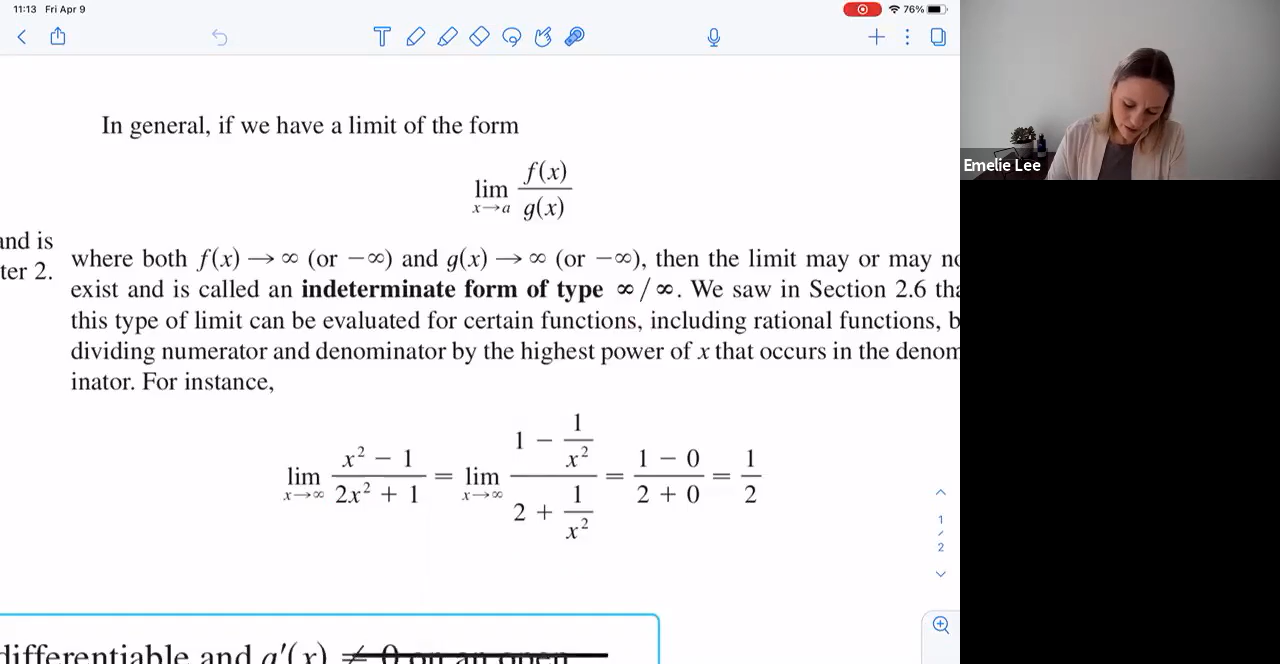 11:13 Fri Apr 9
76%
In general, if we have a limit of the form
lim x→a f(x)/g(x)
and is
ter 2.
where both f(x) → ∞ (or −∞) and g(x) → ∞ (or −∞), then the limit may or may no
exist and is called an indeterminate form of type ∞/∞. We saw in Section 2.6 tha
this type of limit can be evaluated for certain functions, including rational functions, b
dividing numerator and denominator by the highest power of x that occurs in the denom
inator. For instance,
lim x→∞ (x² − 1)/(2x² + 1) = lim x→∞ (1 − 1/x²)/(2 + 1/x²) = (1 − 0)/(2 + 0) = 1/2
1/2
differentiable and g′(x) ≠ 0 on an open
Emelie Lee